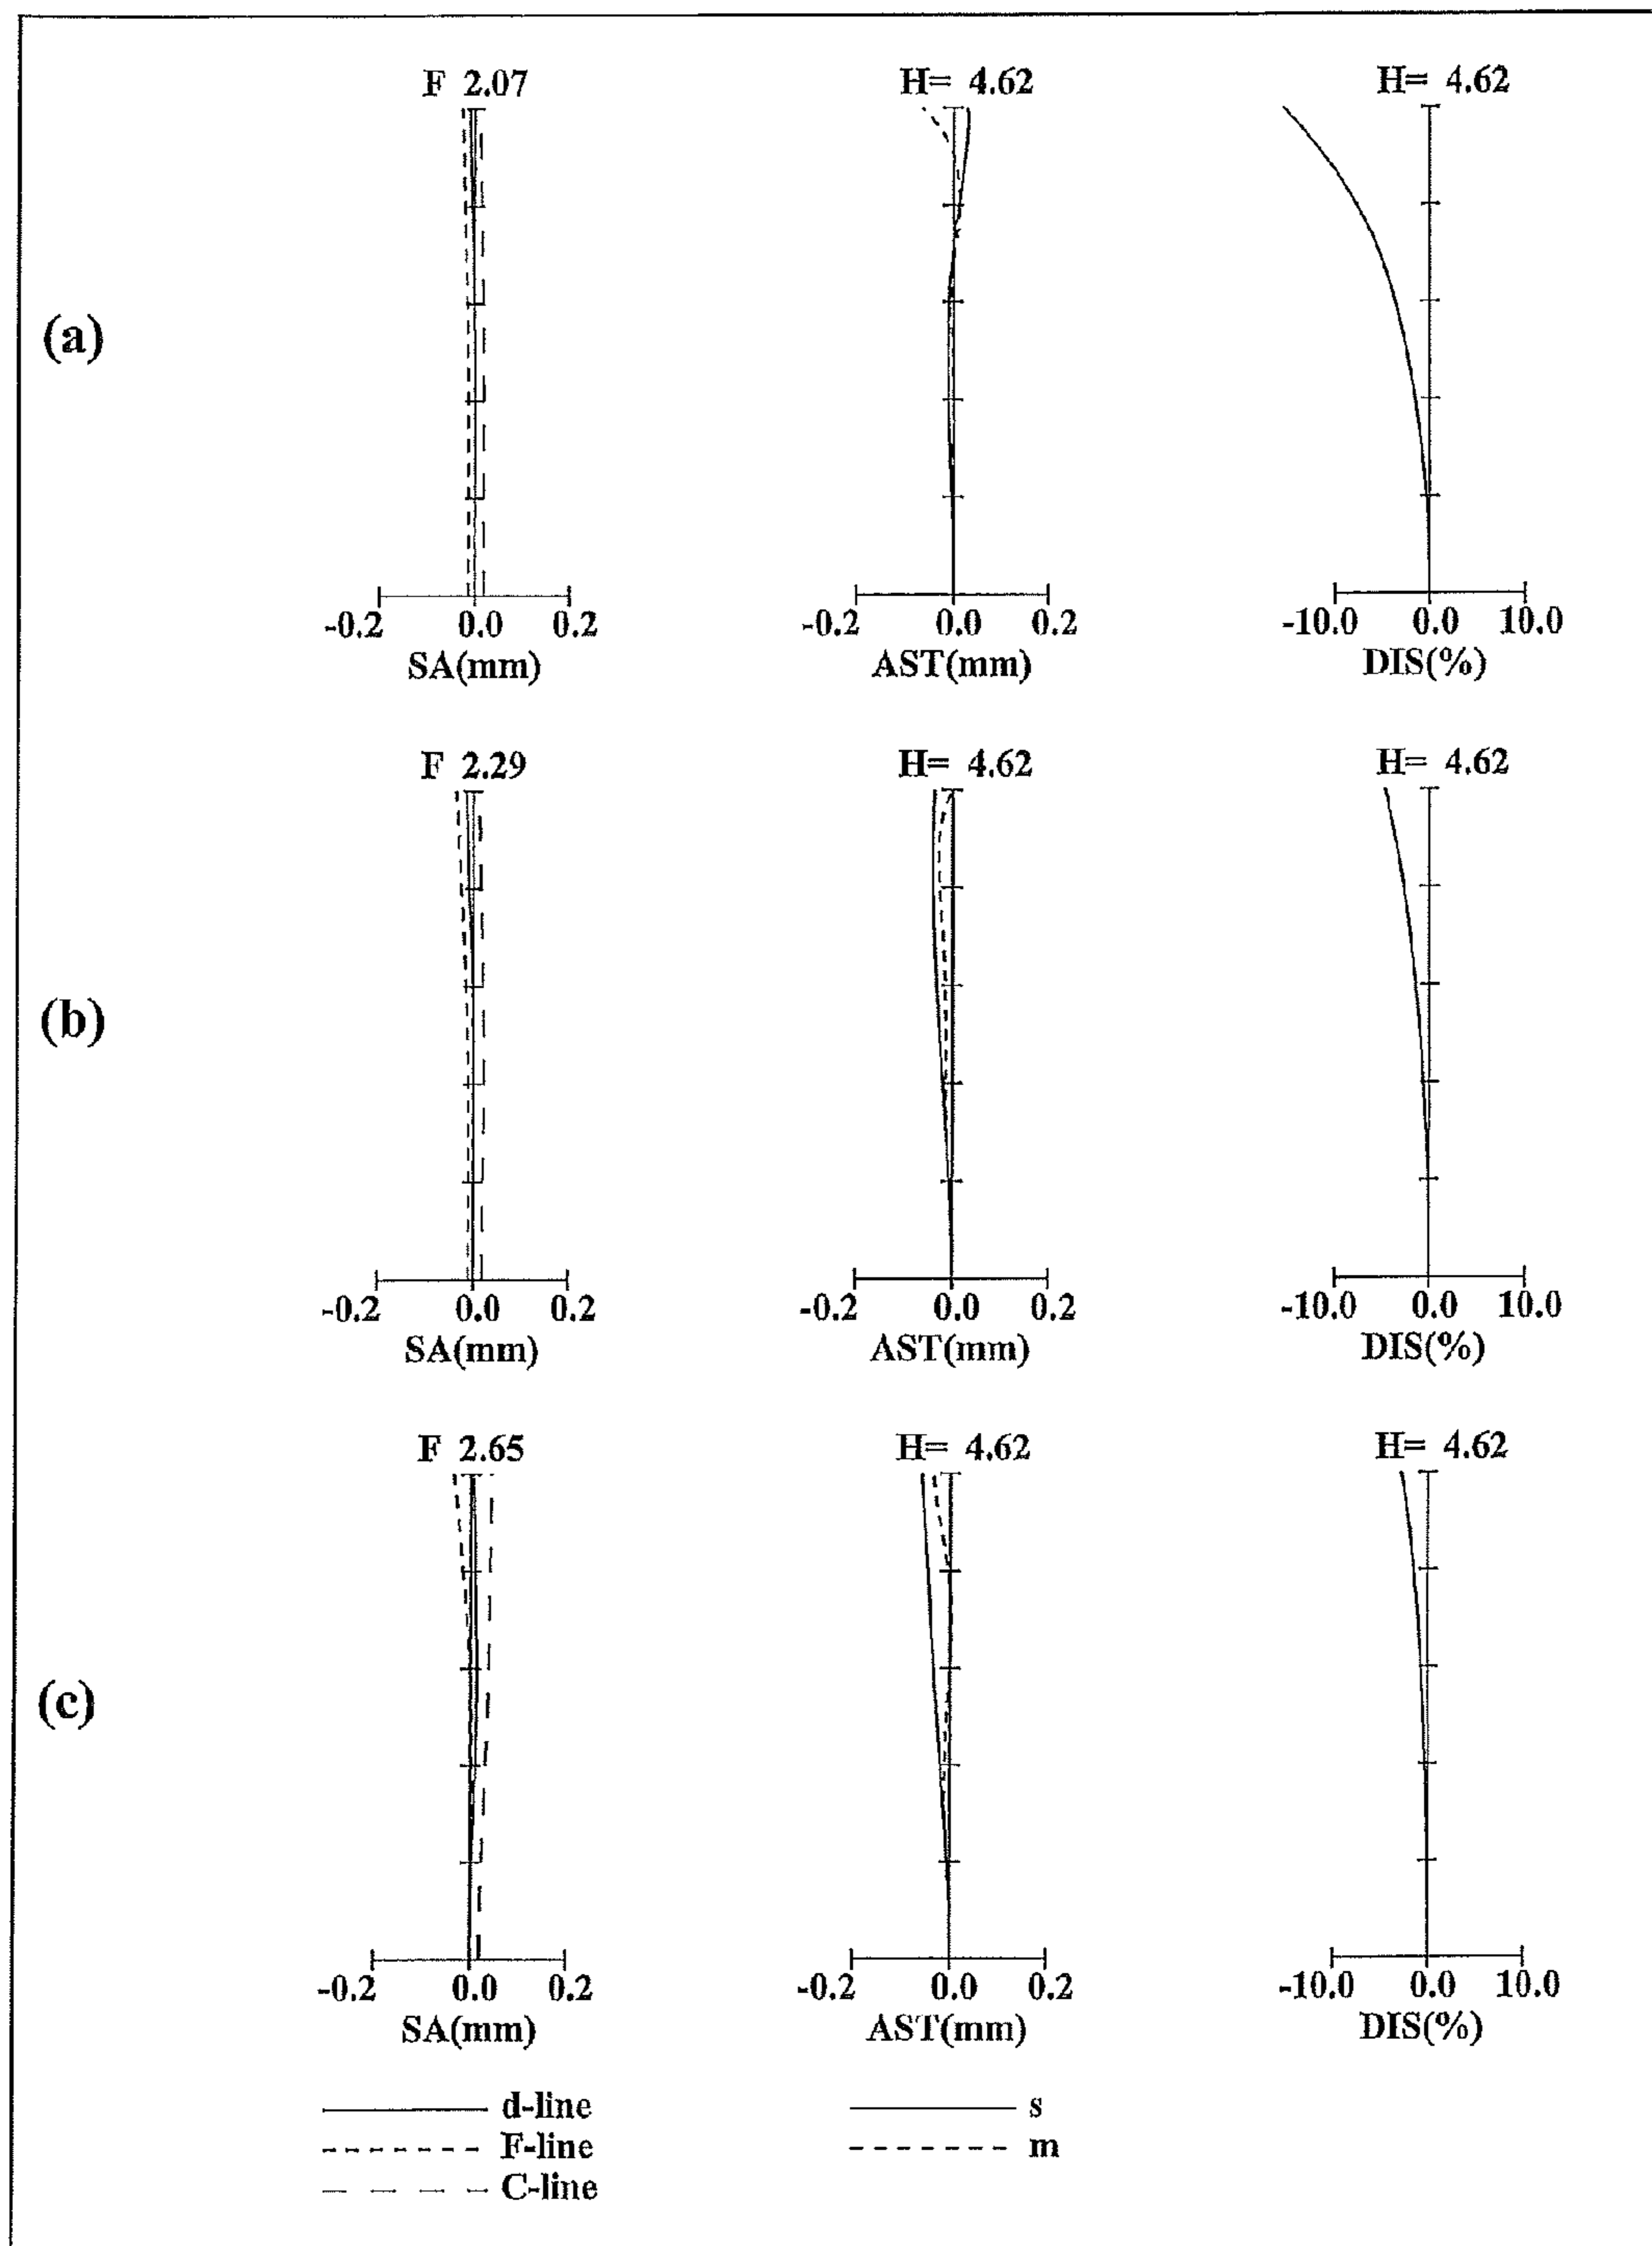 F 2.07 H= 4.62 H= 4.62
(a)
-0.2 0.0 0.2 -0.2 0.0 0.2 -10.0 0.0 10.0
SA(mm) AST(mm) DIS(%)
F 2.29 H= 4.62 H= 4.62
(b)
-0.2 0.0 0.2 -0.2 0.0 0.2 -10.0 0.0 10.0
SA(mm) AST(mm) DIS(%)
F 2.65 H= 4.62 H= 4.62
(c)
-0.2 0.0 0.2 -0.2 0.0 0.2 -10.0 0.0 10.0
SA(mm) AST(mm) DIS(%)
d-line s
F-line m
C-line